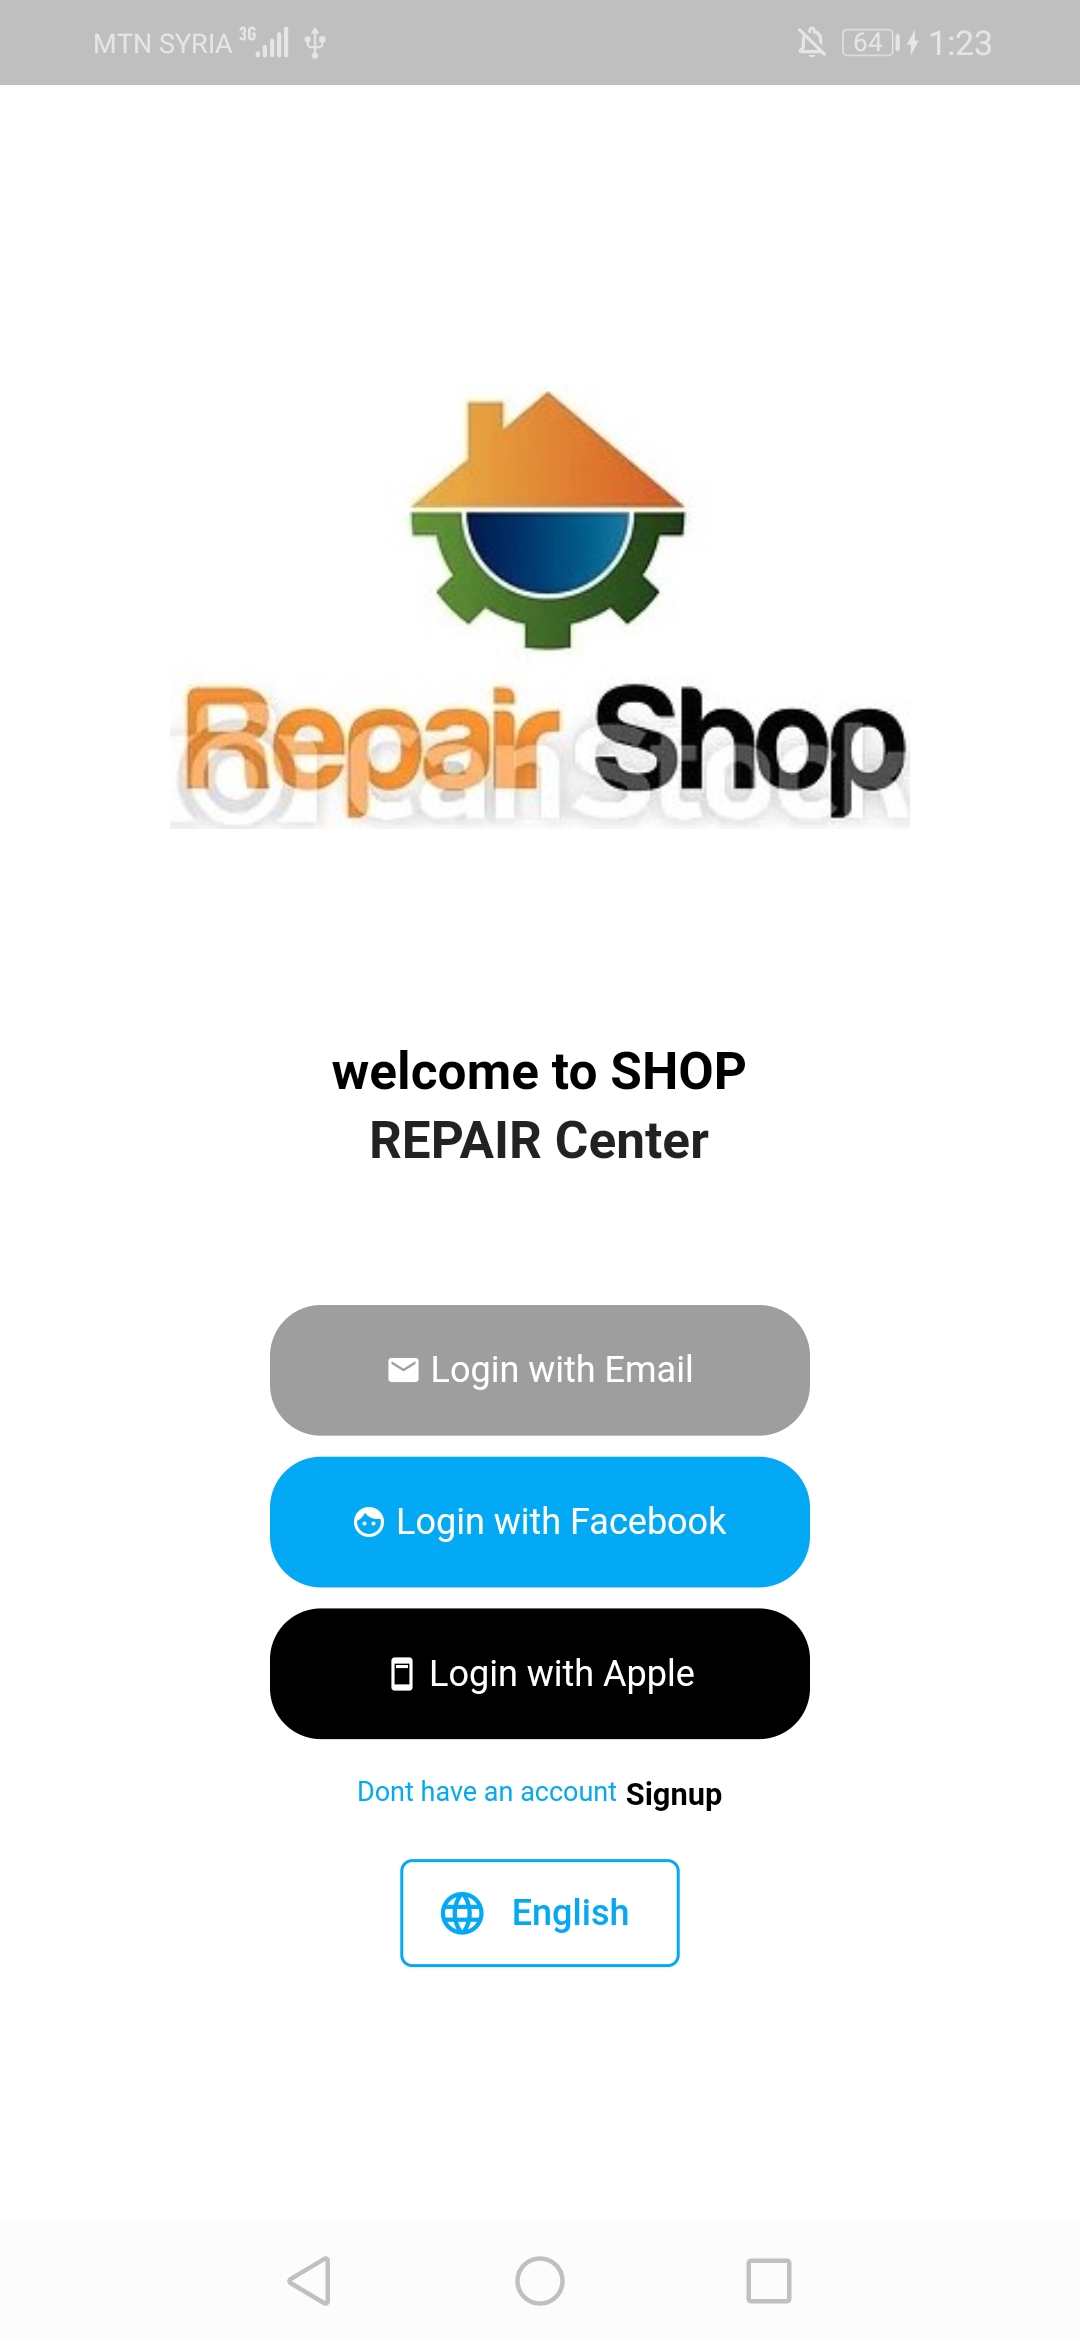 MTN SYRIA 3G 64 1:23
Repair Shop
CanStock
welcome to SHOP
REPAIR Center
Login with Email
Login with Facebook
Login with Apple
Dont have an account Signup
English